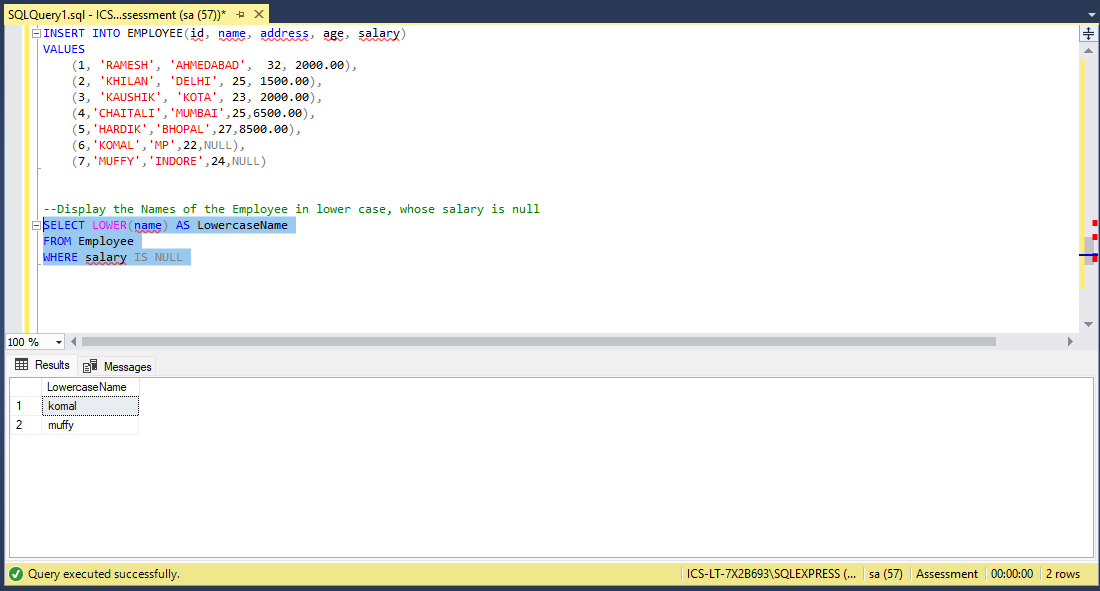 SQLQuery1.sql - ICS...ssessment (sa (57))*
INSERT INTO EMPLOYEE(id, name, address, age, salary)
VALUES
(1, 'RAMESH', 'AHMEDABAD',  32, 2000.00),
(2, 'KHILAN', 'DELHI', 25, 1500.00),
(3, 'KAUSHIK', 'KOTA', 23, 2000.00),
(4,'CHAITALI','MUMBAI',25,6500.00),
(5,'HARDIK','BHOPAL',27,8500.00),
(6,'KOMAL','MP',22,NULL),
(7,'MUFFY','INDORE',24,NULL)
--Display the Names of the Employee in lower case, whose salary is null
SELECT LOWER(name) AS LowercaseName
FROM Employee
WHERE salary IS NULL
100 %
Results Messages
LowercaseName
1 komal
2 muffy
Query executed successfully. ICS-LT-7X2B693\SQLEXPRESS (... sa (57) Assessment 00:00:00 2 rows